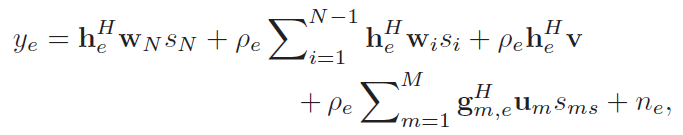 $y_e = \mathbf{h}_e^H \mathbf{w}_N s_N + \rho_e \sum_{i=1}^{N-1} \mathbf{h}_e^H \mathbf{w}_i s_i + \rho_e \mathbf{h}_e^H \mathbf{v}$
$+ \rho_e \sum_{m=1}^{M} \mathbf{g}_{m,e}^H \mathbf{u}_m s_{ms} + n_e,$